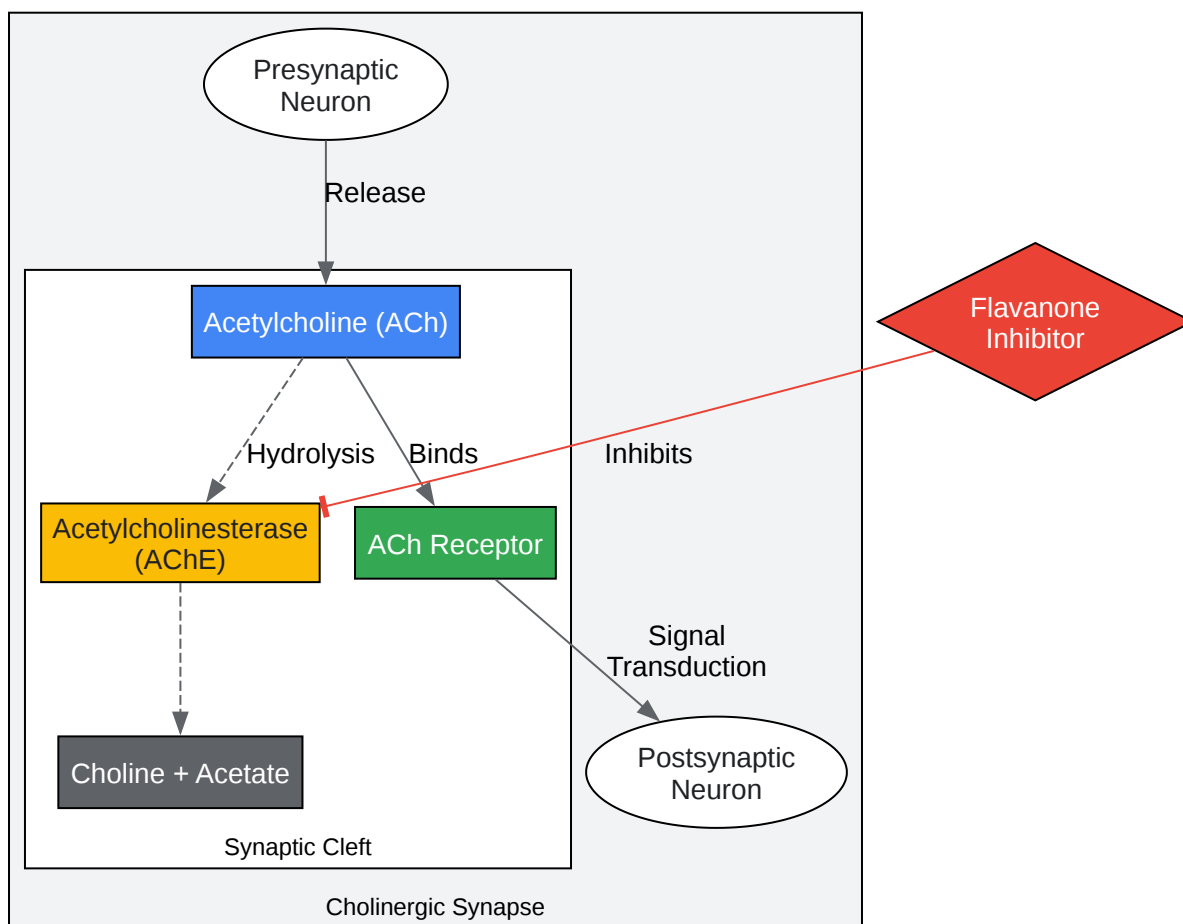 Presynaptic
Neuron
Release
Acetylcholine (ACh)
Flavanone
Inhibitor
Hydrolysis
Binds
Inhibits
Acetylcholinesterase
(AChE)
ACh Receptor
Signal
Transduction
Choline + Acetate
Postsynaptic
Neuron
Synaptic Cleft
Cholinergic Synapse